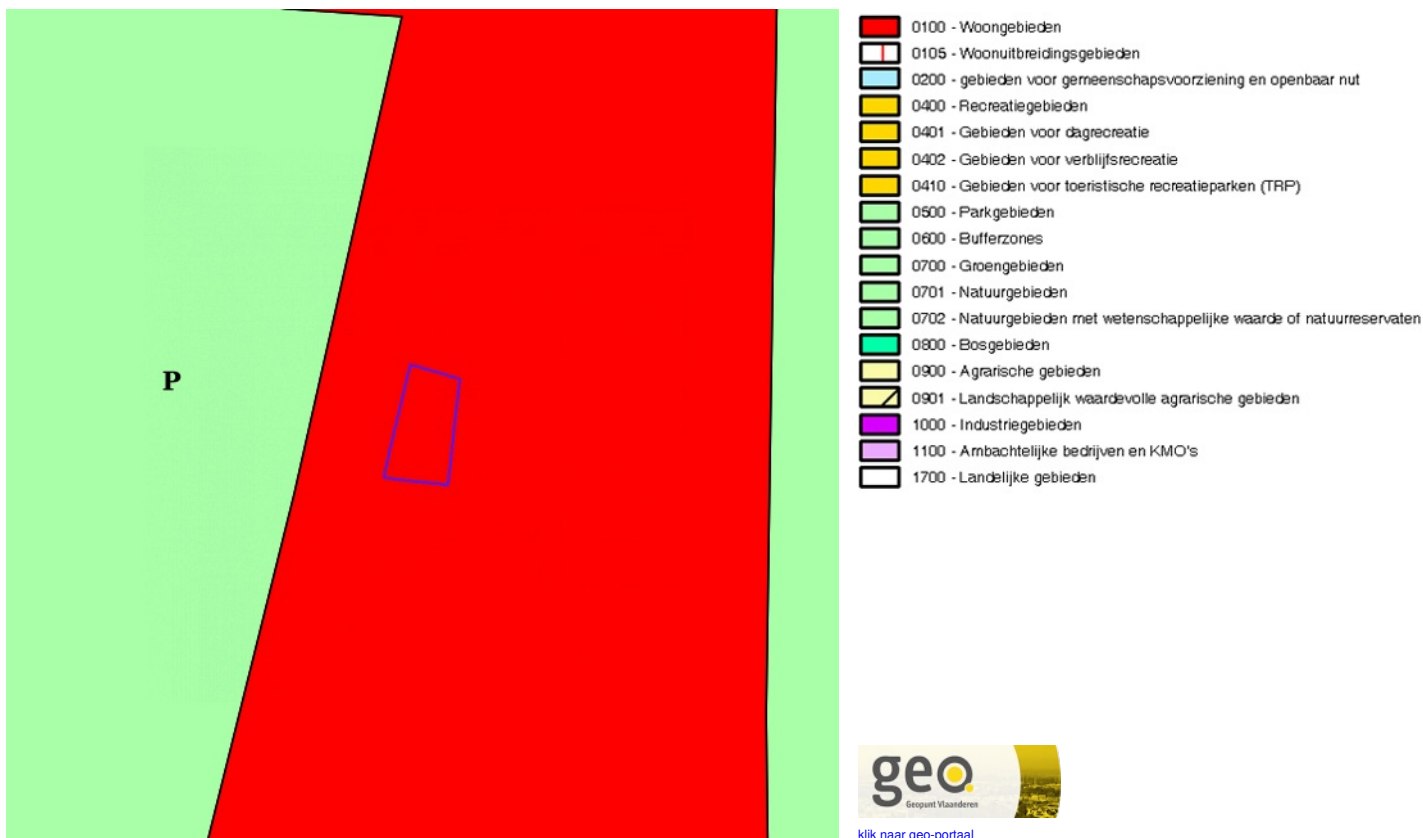 P
0100 - Woongebieden
0105 - Woonuitbreidingsgebieden
0200 - gebieden voor gemeenschapsvoorziening en openbaar nut
0400 - Recreatiegebieden
0401 - Gebieden voor dagrecreatie
0402 - Gebieden voor verblijfsrecreatie
0410 - Gebieden voor toeristische recreatieparken (TRP)
0500 - Parkgebieden
0600 - Bufferzones
0700 - Groengebieden
0701 - Natuurgebieden
0702 - Natuurgebieden met wetenschappelijke waarde of natuurreservaten
0800 - Bosgebieden
0900 - Agrarische gebieden
0901 - Landschappelijk waardevolle agrarische gebieden
1000 - Industriegebieden
1100 - Ambachtelijke bedrijven en KMO's
1700 - Landelijke gebieden
geo.
Geopunt Vlaanderen
klik naar geo-portaal